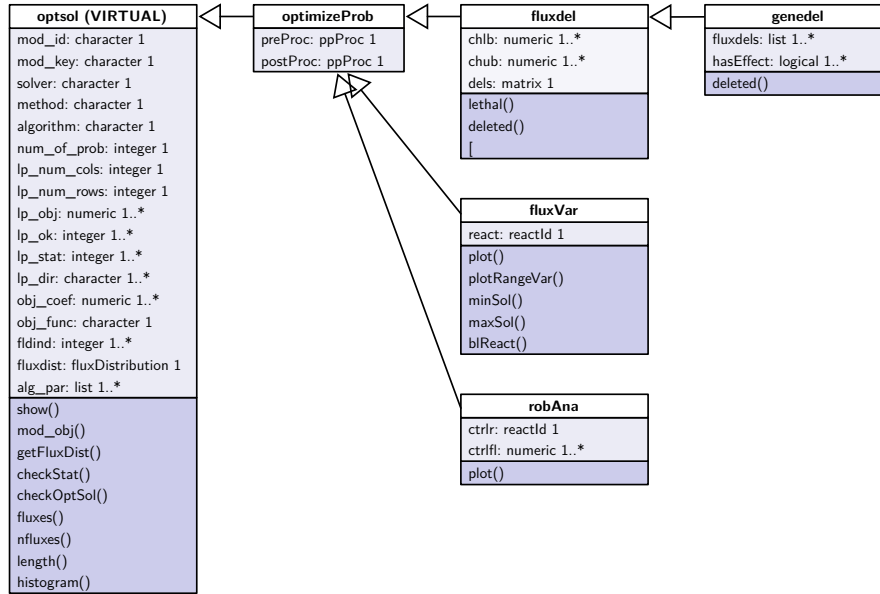 optsol (VIRTUAL)
mod_id: character 1
mod_key: character 1
solver: character 1
method: character 1
algorithm: character 1
num_of_prob: integer 1
lp_num_cols: integer 1
lp_num_rows: integer 1
lp_obj: numeric 1..*
lp_ok: integer 1..*
lp_stat: integer 1..*
lp_dir: character 1..*
obj_coef: numeric 1..*
obj_func: character 1
fldind: integer 1..*
fluxdist: fluxDistribution 1
alg_par: list 1..*
show()
mod_obj()
getFluxDist()
checkStat()
checkOptSol()
fluxes()
nfluxes()
length()
histogram()
optimizeProb
preProc: ppProc 1
postProc: ppProc 1
fluxdel
chlb: numeric 1..*
chub: numeric 1..*
dels: matrix 1
lethal()
deleted()
[
genedel
fluxdels: list 1..*
hasEffect: logical 1..*
deleted()
fluxVar
react: reactId 1
plot()
plotRangeVar()
minSol()
maxSol()
blReact()
robAna
ctrlr: reactId 1
ctrlfl: numeric 1..*
plot()